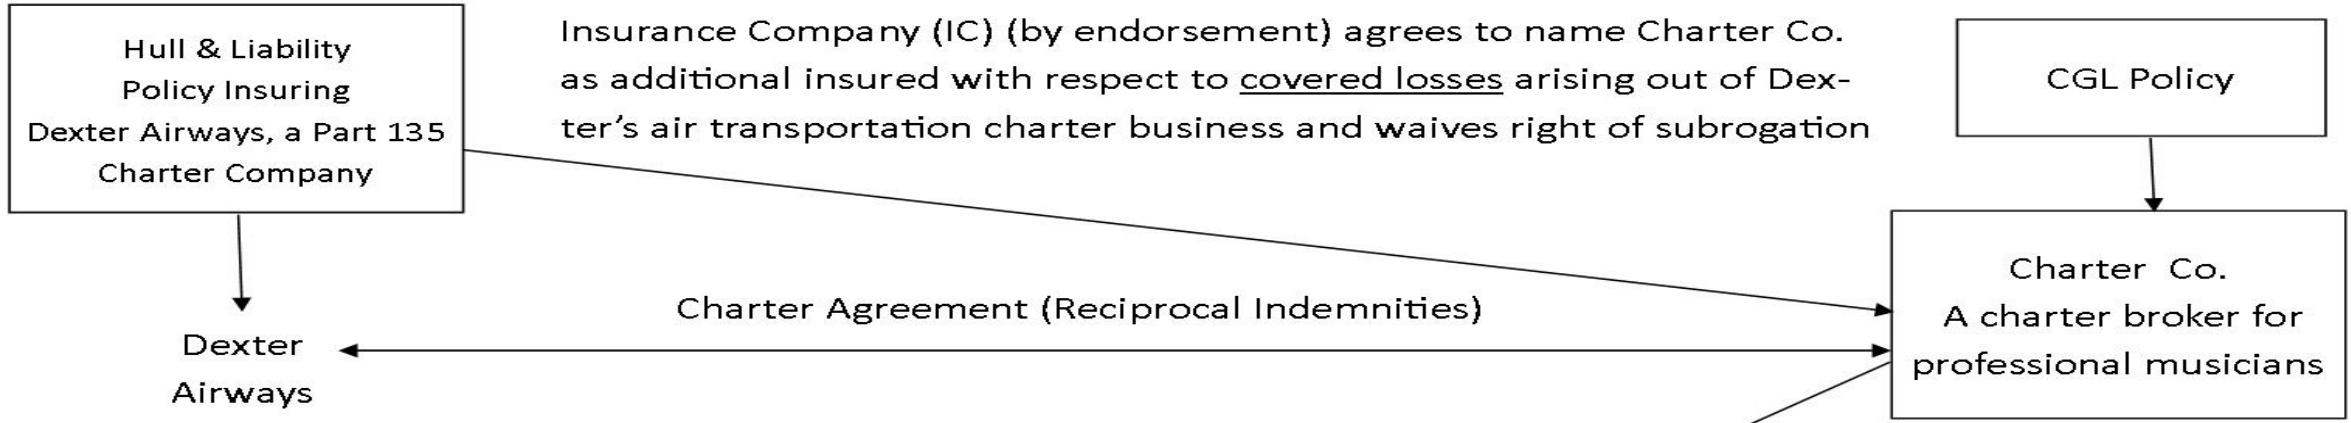 Hull & Liability
Policy Insuring
Dexter Airways, a Part 135
Charter Company
Insurance Company (IC) (by endorsement) agrees to name Charter Co.
as additional insured with respect to covered losses arising out of Dex-
ter’s air transportation charter business and waives right of subrogation
CGL Policy
Charter Agreement (Reciprocal Indemnities)
Dexter
Airways
Charter Co.
A charter broker for
professional musicians